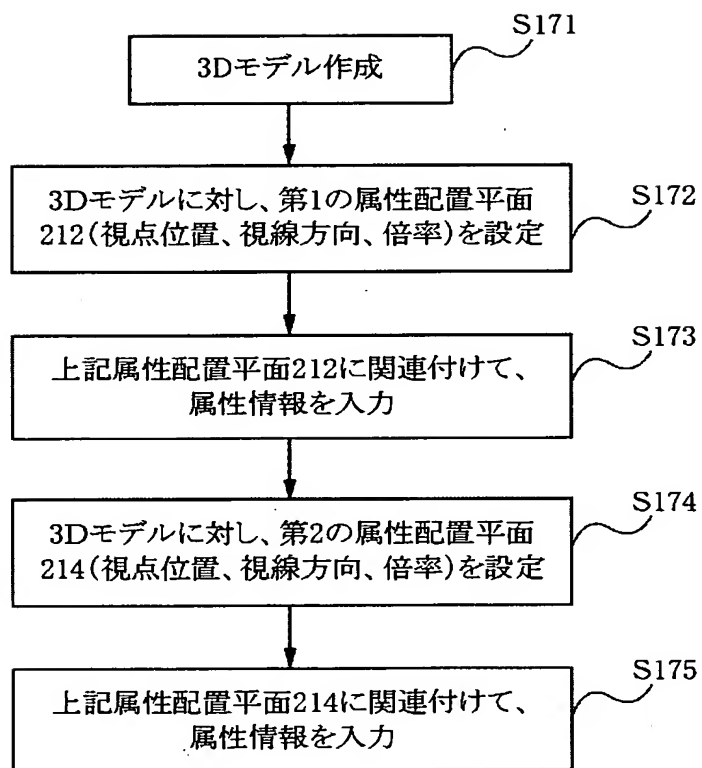 S171
3Dモデル作成
S172
3Dモデルに対し、第1の属性配置平面
212(視点位置、視線方向、倍率)を設定
S173
上記属性配置平面212に関連付けて、
属性情報を入力
S174
3Dモデルに対し、第2の属性配置平面
214(視点位置、視線方向、倍率)を設定
S175
上記属性配置平面214に関連付けて、
属性情報を入力